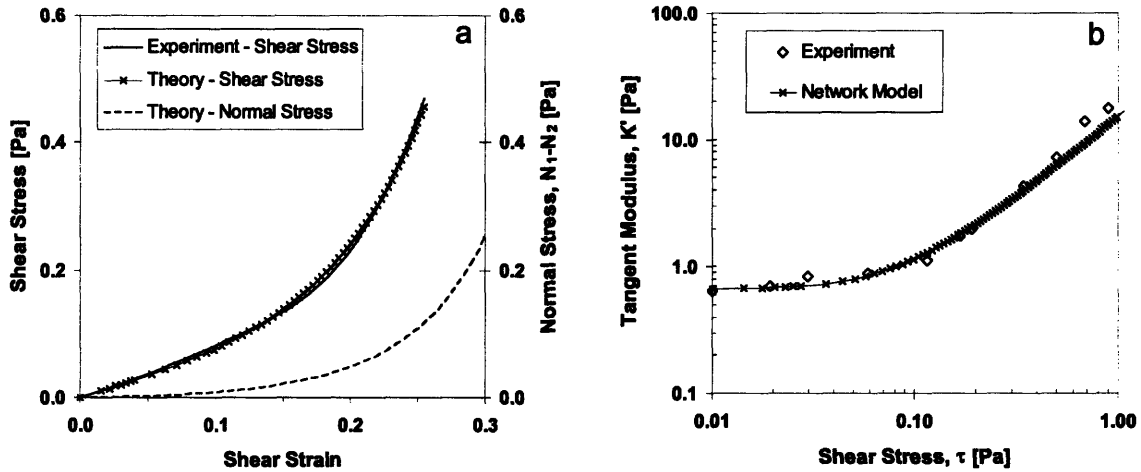 a
Experiment - Shear Stress
Theory - Shear Stress
Theory - Normal Stress
0.6
0.4
0.2
0.0
Shear Stress [Pa]
0.6
0.4
0.2
0.0
Normal Stress, N₁-N₂ [Pa]
0.0 0.1 0.2 0.3
Shear Strain
b
Experiment
Network Model
100.0
10.0
1.0
0.1
Tangent Modulus, K' [Pa]
0.01 0.10 1.00
Shear Stress, τ [Pa]